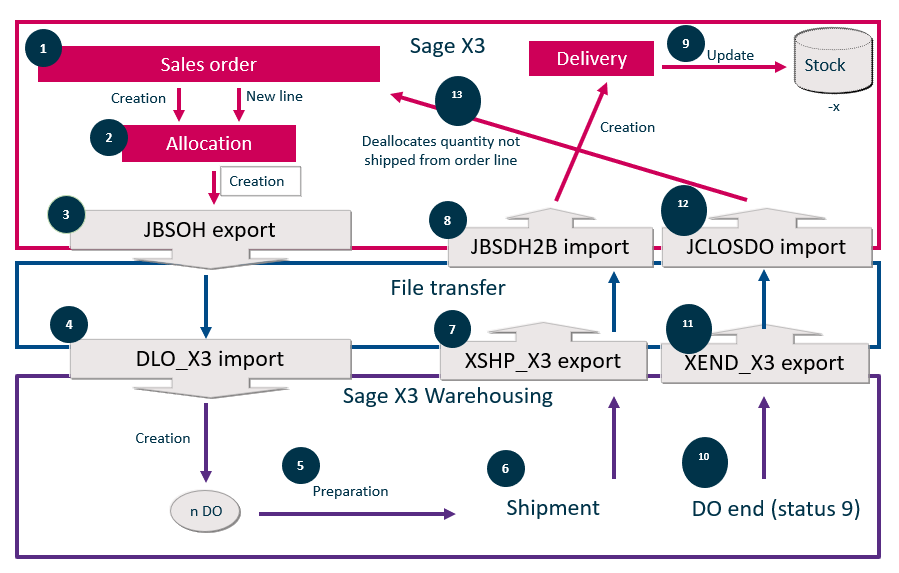 Sage X3
1
Sales order
Delivery
9
Update
Stock
-x
Creation
New line
13
2
Allocation
Deallocates quantity not
shipped from order line
Creation
Creation
3
JBSOH export
8
JBSDH2B import
12
JCLOSDO import
File transfer
4
DLO_X3 import
7
XSHP_X3 export
11
XEND_X3 export
Sage X3 Warehousing
Creation
5
Preparation
6
10
n DO
Shipment
DO end (status 9)